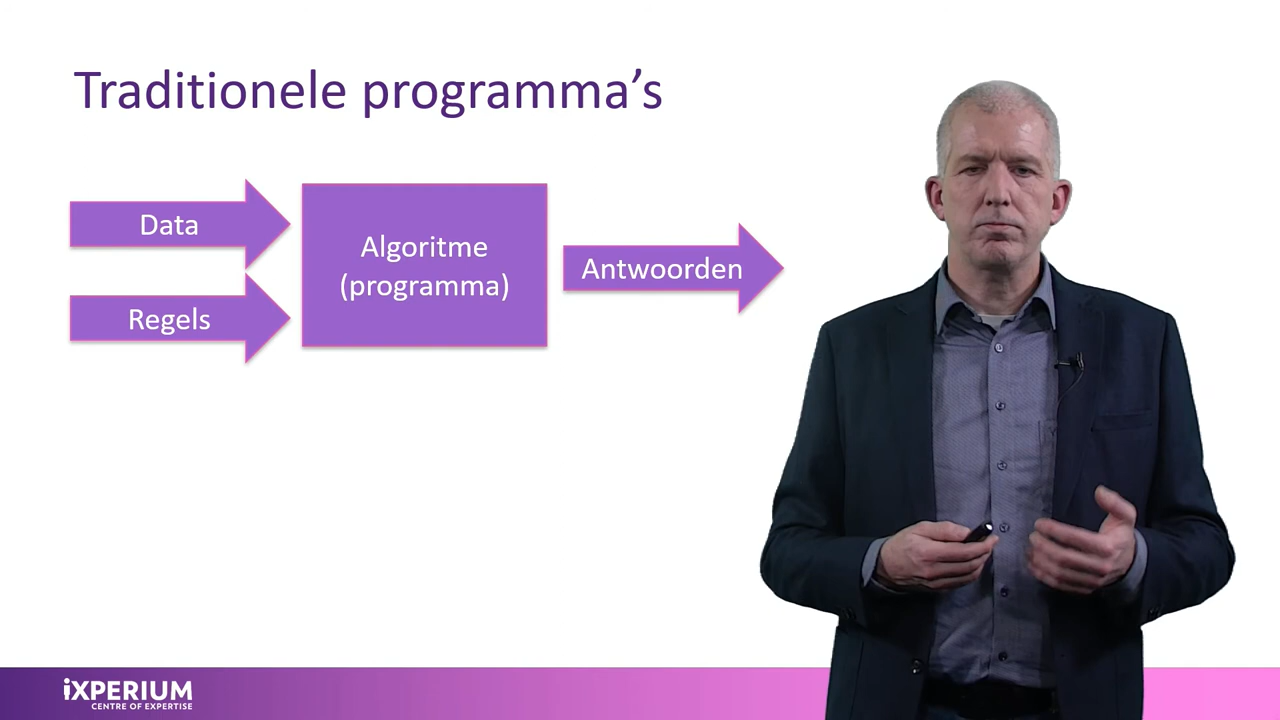 Traditionele programma's
Data
Regels
Algoritme
(programma)
Antwoorden
iXPERIUM
CENTRE OF EXPERTISE